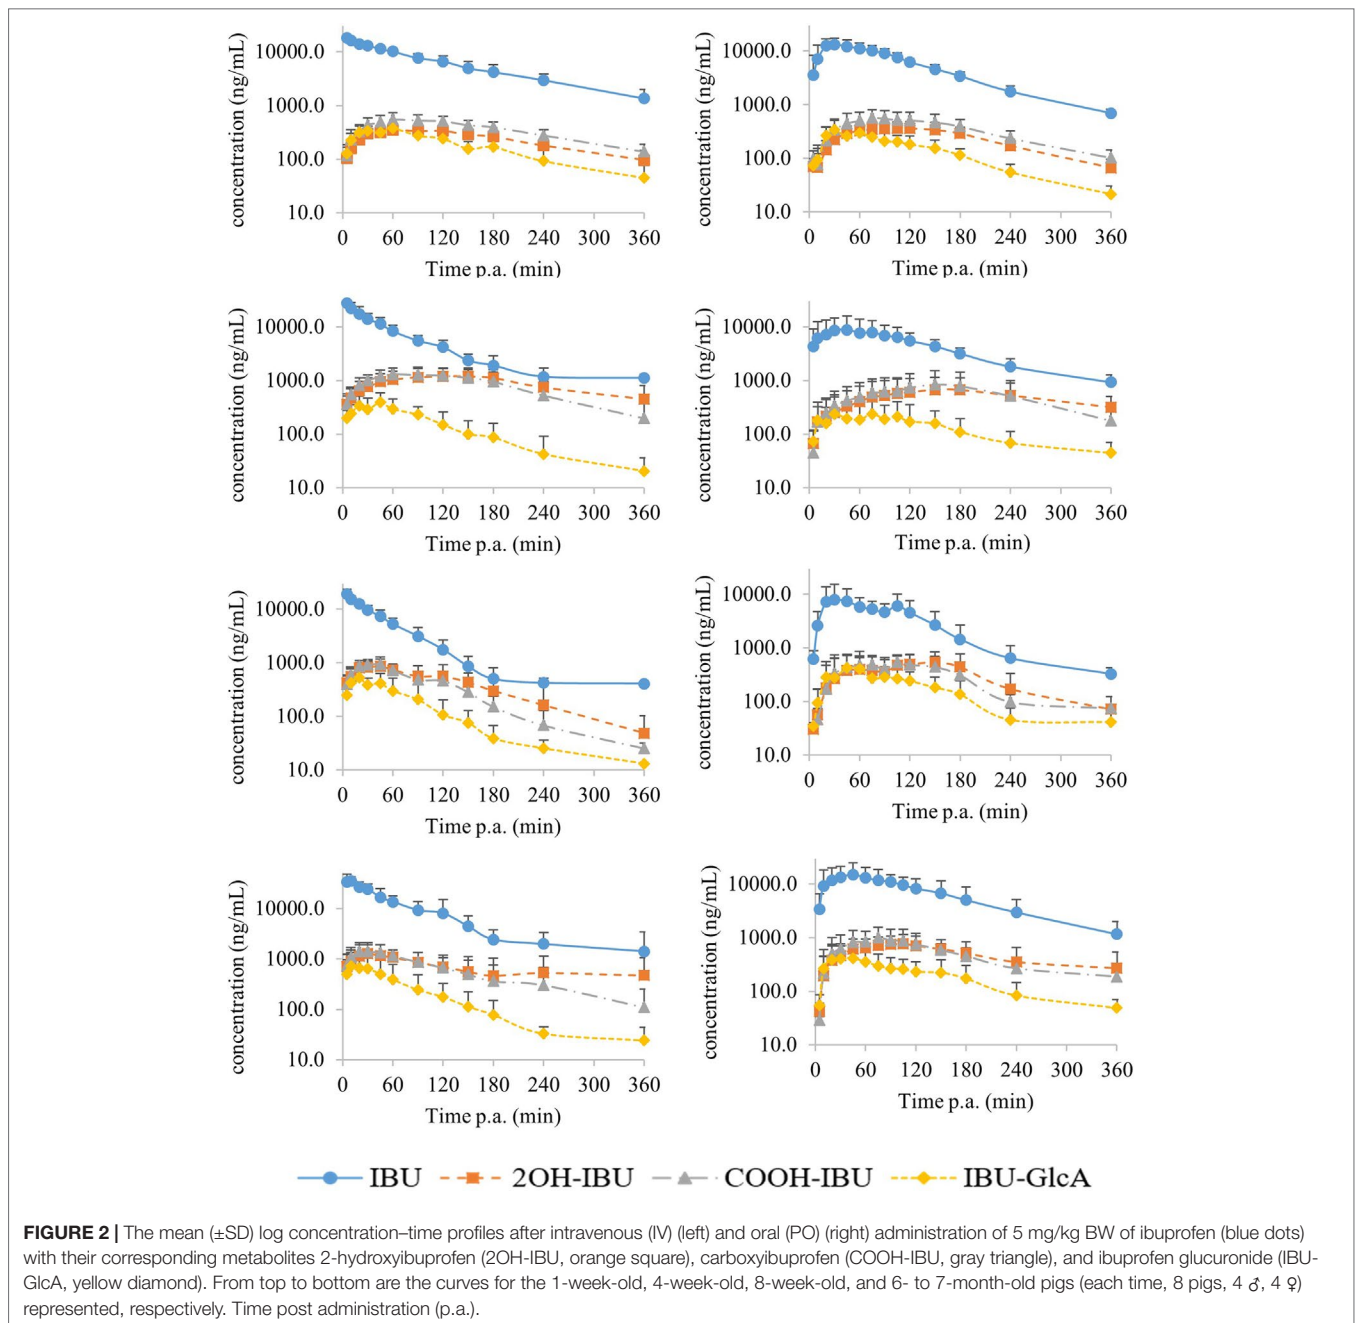 concentration (ng/mL)
10000.0
1000.0
100.0
10.0
0 60 120 180 240 300 360
Time p.a. (min)
concentration (ng/mL)
10000.0
1000.0
100.0
10.0
0 60 120 180 240 300 360
Time p.a. (min)
concentration (ng/mL)
10000.0
1000.0
100.0
10.0
0 60 120 180 240 300 360
Time p.a. (min)
concentration (ng/mL)
10000.0
1000.0
100.0
10.0
0 60 120 180 240 300 360
Time p.a. (min)
concentration (ng/mL)
10000.0
1000.0
100.0
10.0
0 60 120 180 240 300 360
Time p.a. (min)
concentration (ng/mL)
10000.0
1000.0
100.0
10.0
0 60 120 180 240 300 360
Time p.a. (min)
concentration (ng/mL)
10000.0
1000.0
100.0
10.0
0 60 120 180 240 300 360
Time p.a. (min)
concentration (ng/mL)
10000.0
1000.0
100.0
10.0
0 60 120 180 240 300 360
Time p.a. (min)
IBU 2OH-IBU COOH-IBU IBU-GlcA
FIGURE 2 | The mean (±SD) log concentration–time profiles after intravenous (IV) (left) and oral (PO) (right) administration of 5 mg/kg BW of ibuprofen (blue dots)
with their corresponding metabolites 2-hydroxyibuprofen (2OH-IBU, orange square), carboxyibuprofen (COOH-IBU, gray triangle), and ibuprofen glucuronide (IBU-
GlcA, yellow diamond). From top to bottom are the curves for the 1-week-old, 4-week-old, 8-week-old, and 6- to 7-month-old pigs (each time, 8 pigs, 4 ♂, 4 ♀)
represented, respectively. Time post administration (p.a.).